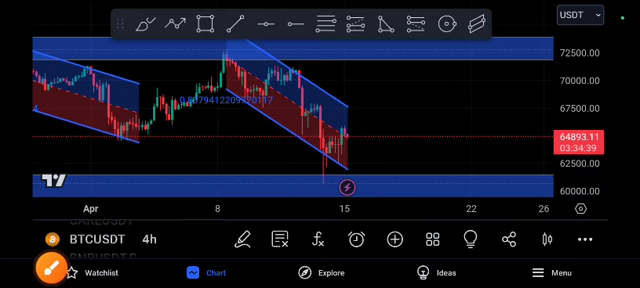 USDT
72500.00
70000.00
67500.00
64893.11
03:34:39
62500.00
60000.00
4
Apr
8
15
22
26
BTCUSDT
4h
Watchlist
Chart
Explore
Ideas
Menu